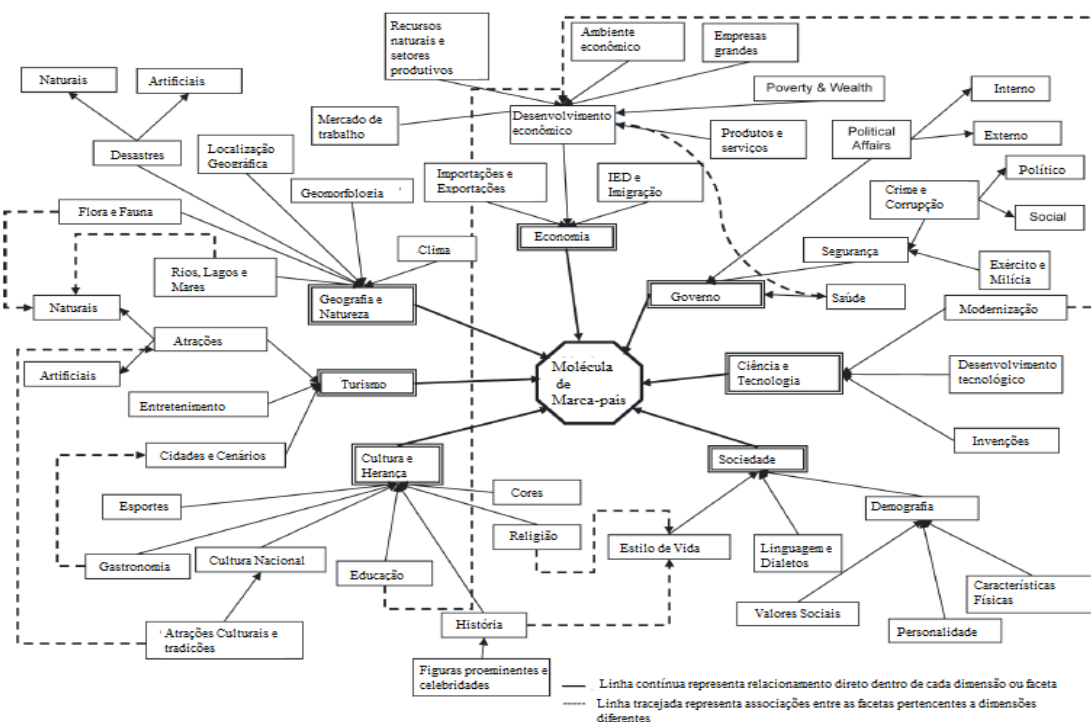 Recursos
naturais e
setores
produtivos
Ambiente
econômico
Empresas
grandes
Naturais
Artificiais
Poverty & Wealth
Interno
Mercado de
trabalho
Desenvolvimento
econômico
Produtos e
serviços
Political
Affairs
Externo
Desastres
Localização
Geográfica
Importações e
Exportações
IED e
Imigração
Crime e
Corrupção
Político
Geomorfologia
Flora e Fauna
Social
Economia
Clima
Segurança
Rios, Lagos e
Mares
Exército e
Milícia
Geografia e
Natureza
Governo
Saúde
Naturais
Modernização
Atrações
Molécula
de
Marca-pais
Ciência e
Tecnologia
Desenvolvimento
tecnológico
Artificiais
Turismo
Entretenimento
Invenções
Cidades e Cenários
Cultura e
Herança
Sociedade
Esportes
Cores
Demografia
Religião
Estilo de Vida
Linguagem e
Dialetos
Gastronomia
Cultura Nacional
Educação
Características
Físicas
Valores Sociais
História
Personalidade
Atrações Culturais e
tradicões
Figuras proeminentes e
celebridades
Linha contínua representa relacionamento direto dentro de cada dimensão ou faceta
Linha tracejada representa associações entre as facetas pertencentes a dimensões
diferentes